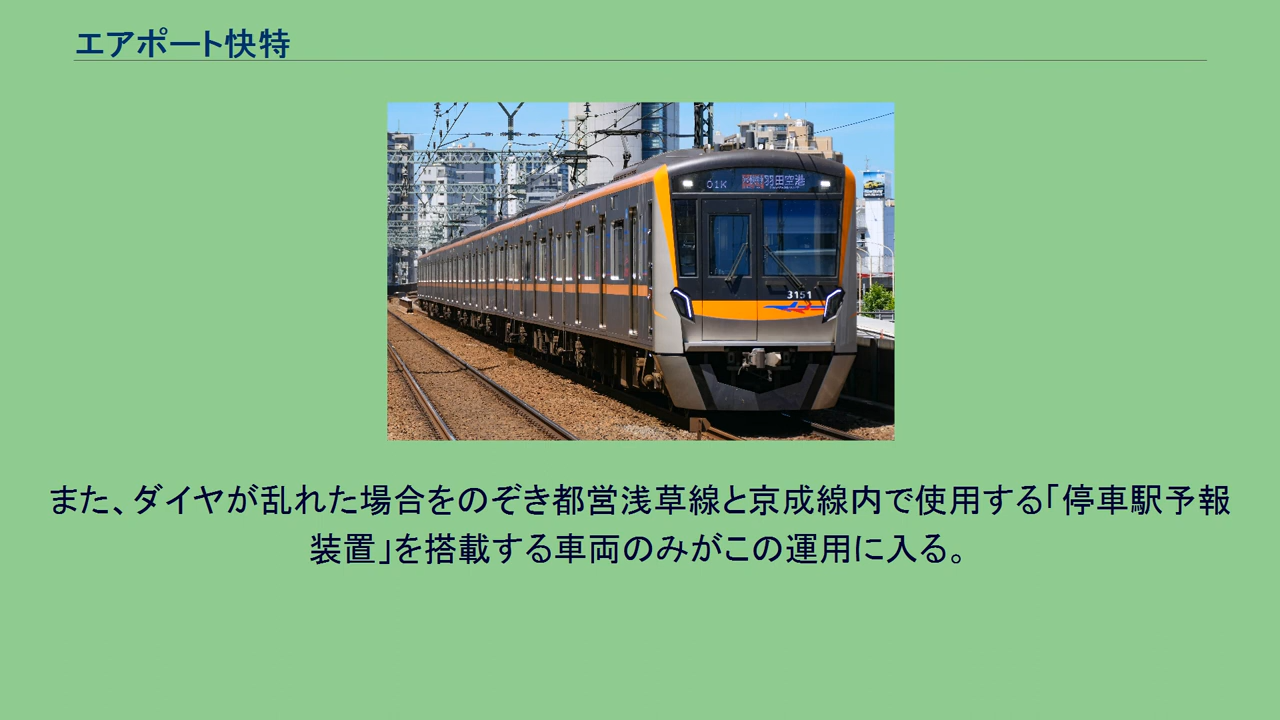 エアポート快特
01K 羽田空港
3151
また、ダイヤが乱れた場合をのぞき都営浅草線と京成線内で使用する「停車駅予報
装置」を搭載する車両のみがこの運用に入る。